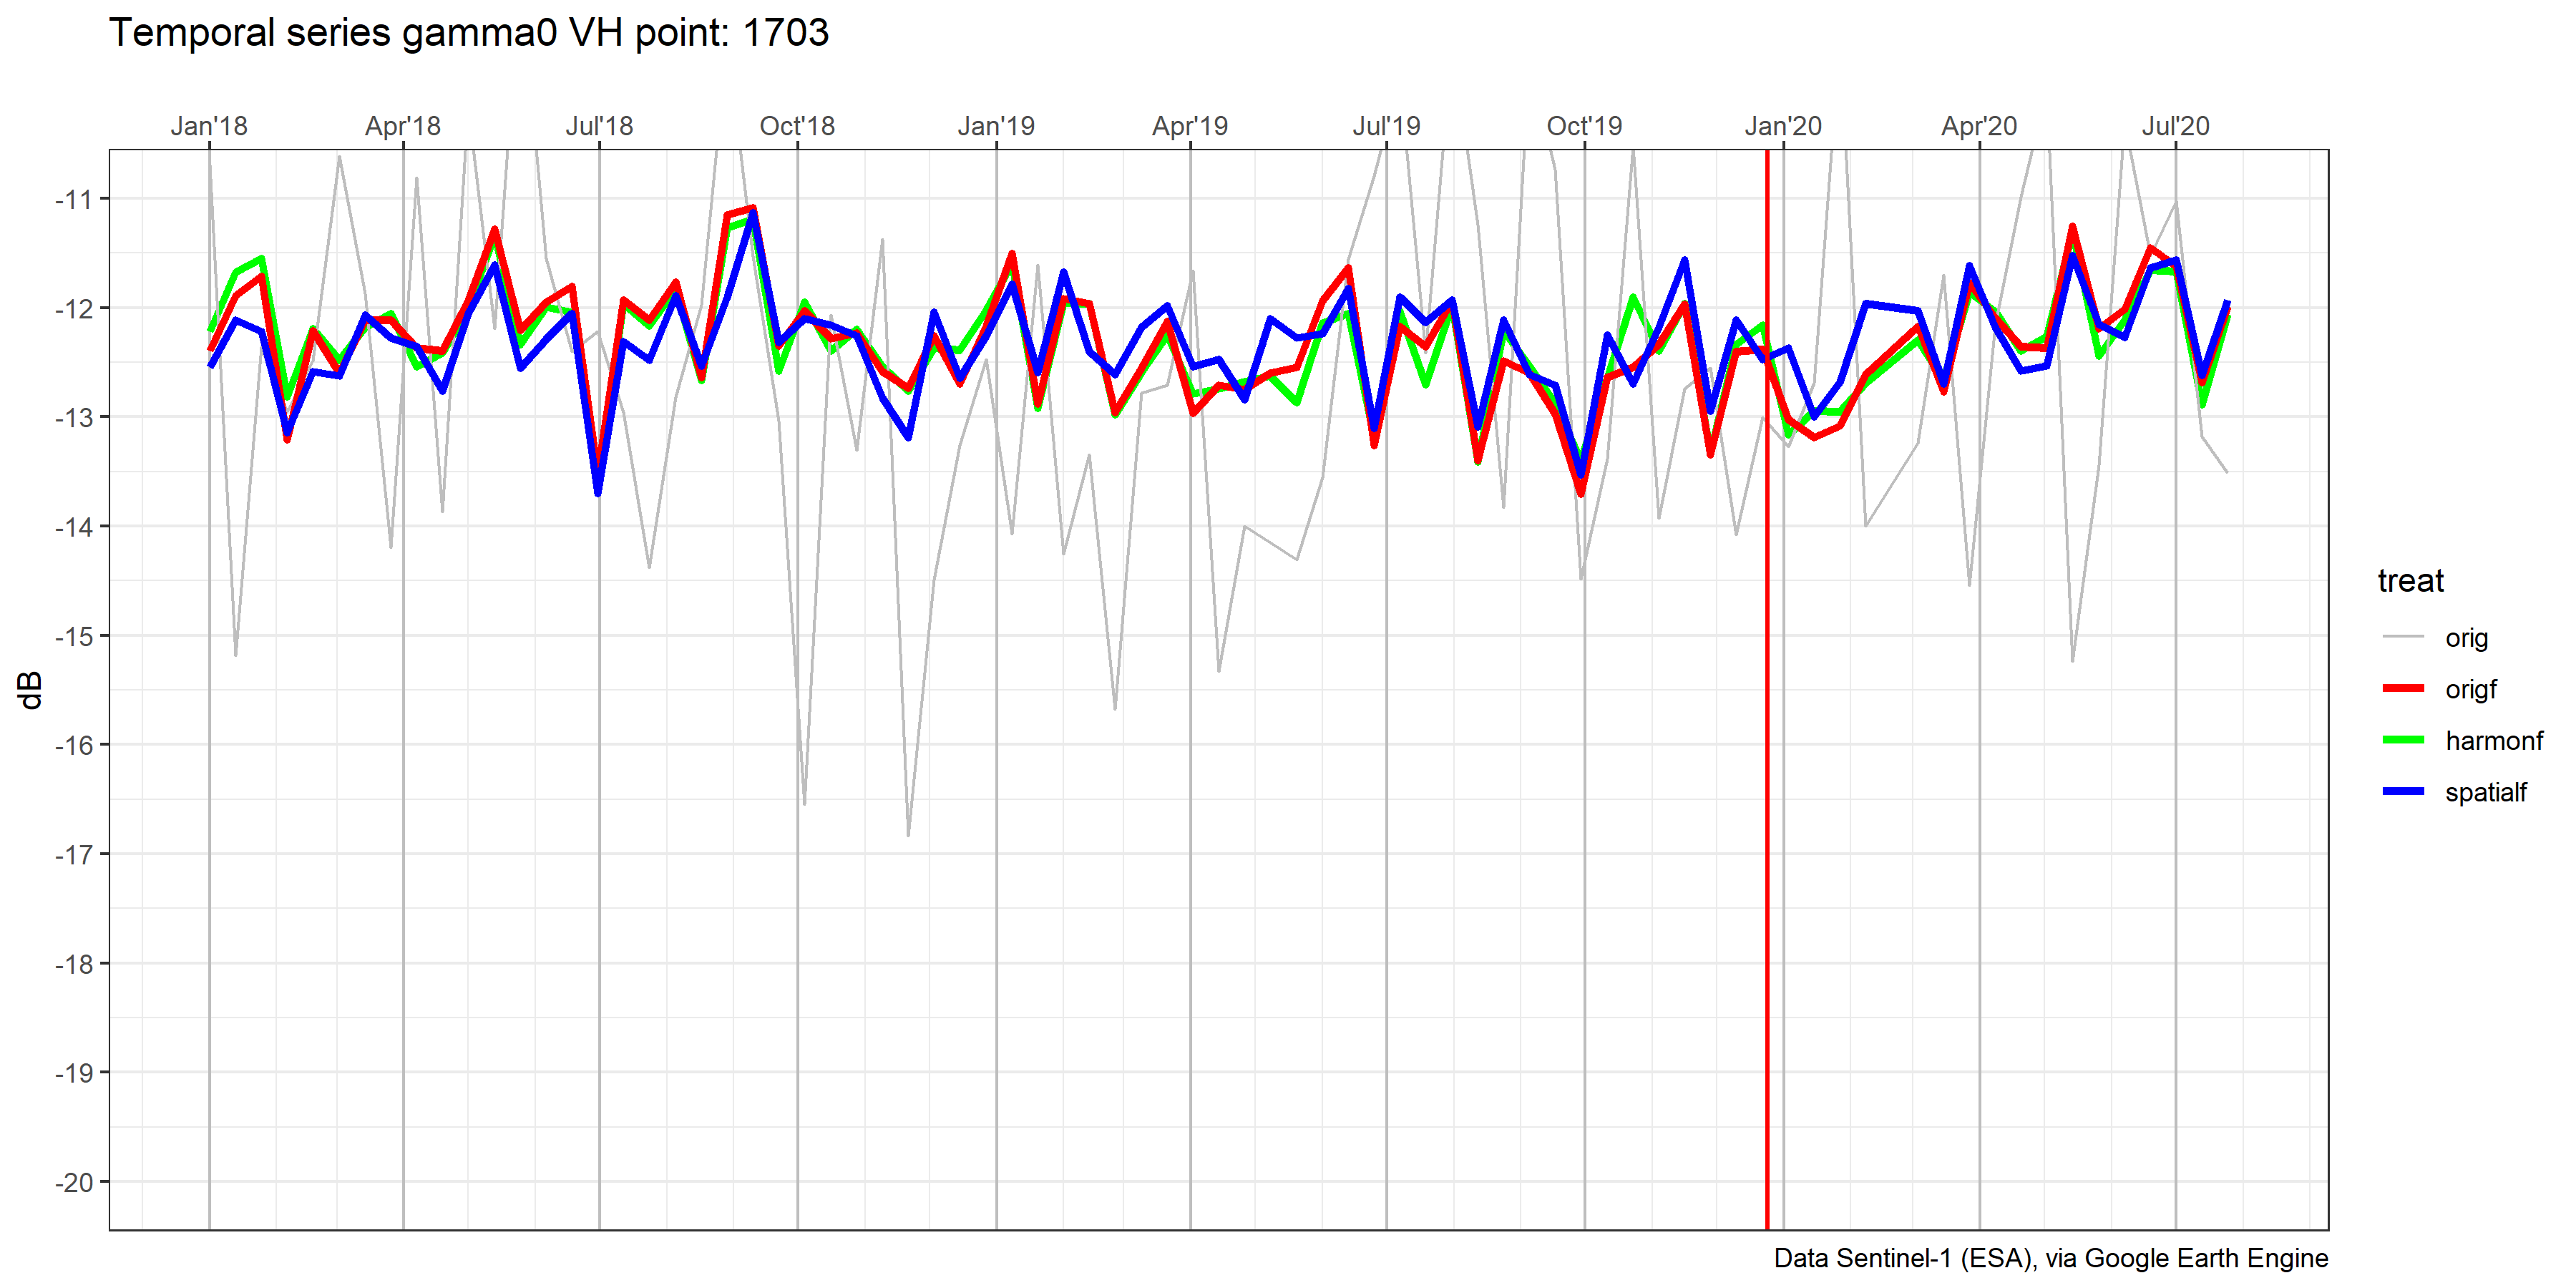 Temporal series gamma0 VH point: 1703
Jan'18 Apr'18 Jul'18 Oct'18 Jan'19 Apr'19 Jul'19 Oct'19 Jan'20 Apr'20 Jul'20
-11
-12
-13
-14
-15
-16
-17
-18
-19
-20
dB
treat
orig
origf
harmonf
spatialf
Data Sentinel-1 (ESA), via Google Earth Engine